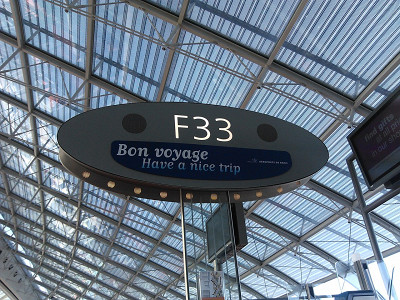 F33
Bon voyage
Have a nice trip